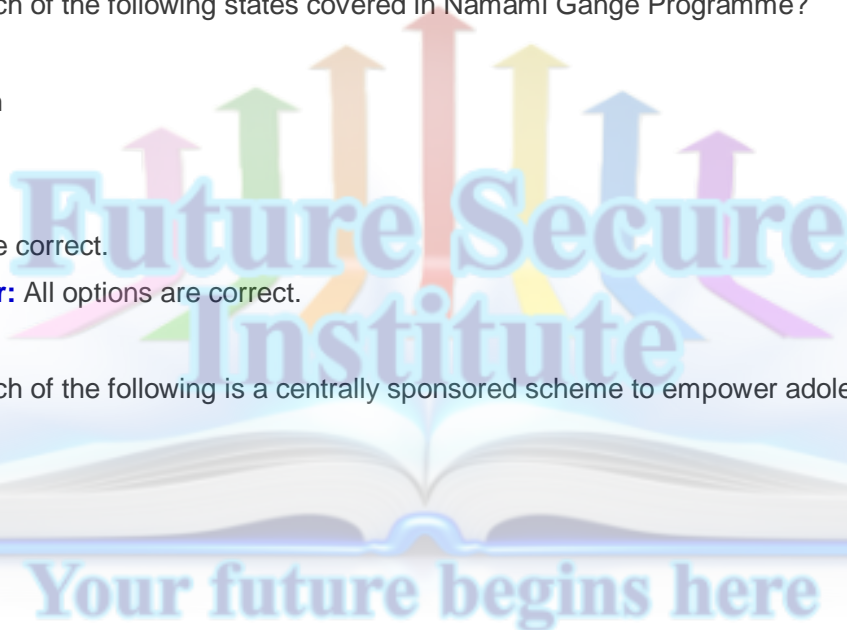 ch of the following states covered in Namami Gange Programme?
e correct.
r: All options are correct.
ch of the following is a centrally sponsored scheme to empower adole
Future Secure
Institute
Your future begins here